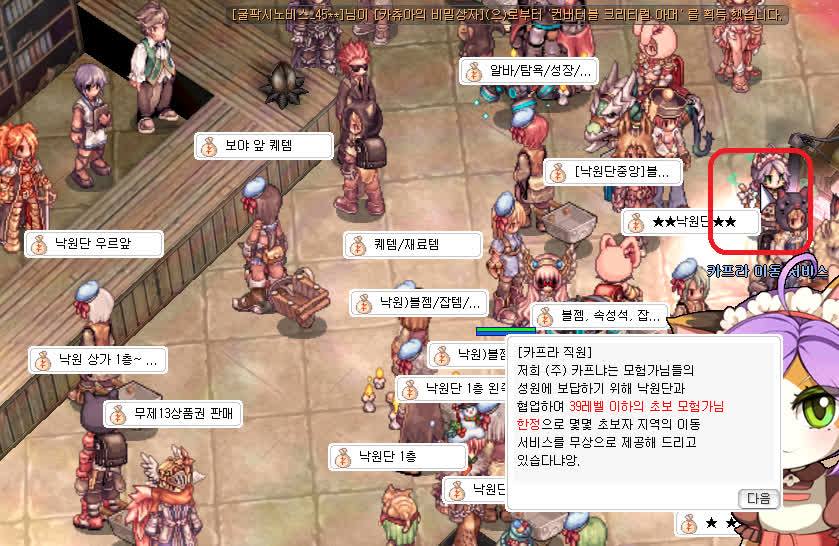 [쿨팍시노비스_45**]님이 [카츄아의 비밀상자](으)로부터 '컨버터블 크리티컬 아머' 를 획득 했습니다.
알바/탐욕/성장/...
보야 앞 퀘템
[낙원단중앙]블...
★★낙원단★★
낙원단 우르앞
퀘템/재료템
카프라 이동 서비스
낙원)블젬/잡템/...
블젬, 속성석, 잡...
낙원 상가 1층~ ...
낙원)블젬
[카프라 직원]
저희 (주) 카프냐는 모험가님들의
성원에 보답하기 위해 낙원단과
협업하여 39레벨 이하의 초보 모험가님
한정으로 몇몇 초보자 지역의 이동
서비스를 무상으로 제공해 드리고
있습다냐앙.
다음
낙원단 1층 왼쪽
무제13상품권 판매
낙원단 1층
낙원단
★ ★